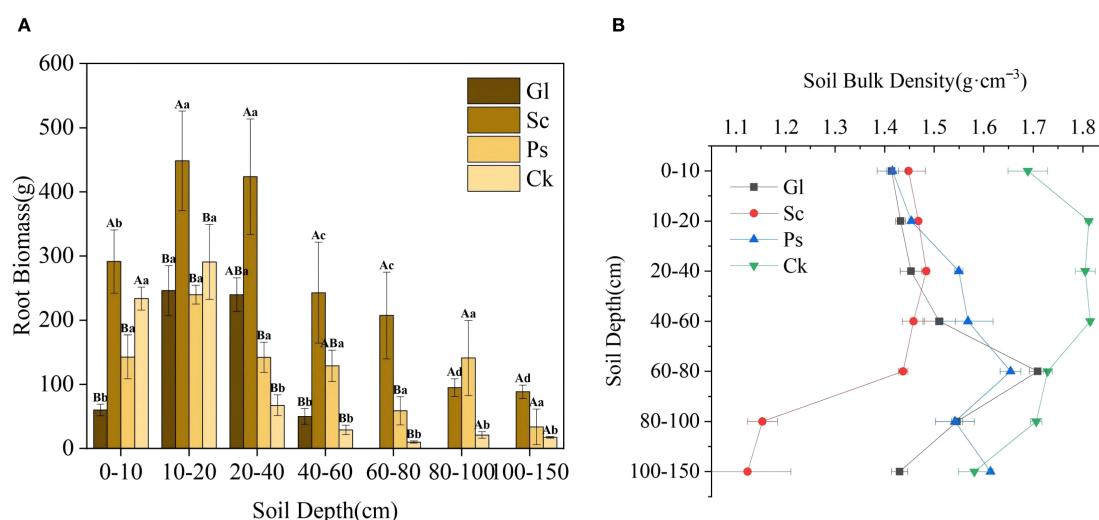 A
Root Biomass(g)
600
500
400
300
200
100
0
Gl
Sc
Ps
Ck
Bb Ab Ba Aa
Ba Aa Ba Ba
ABa Aa Ba Bb
Bb Ac ABa Bb
Ac Ba Bb
Ad Aa Ab
Ad Aa Ab
0-10 10-20 20-40 40-60 60-80 80-100 100-150
Soil Depth(cm)
B
Soil Bulk Density(g·cm⁻³)
1.1 1.2 1.3 1.4 1.5 1.6 1.7 1.8
Soil Depth(cm)
0-10
10-20
20-40
40-60
60-80
80-100
100-150
Gl
Sc
Ps
Ck